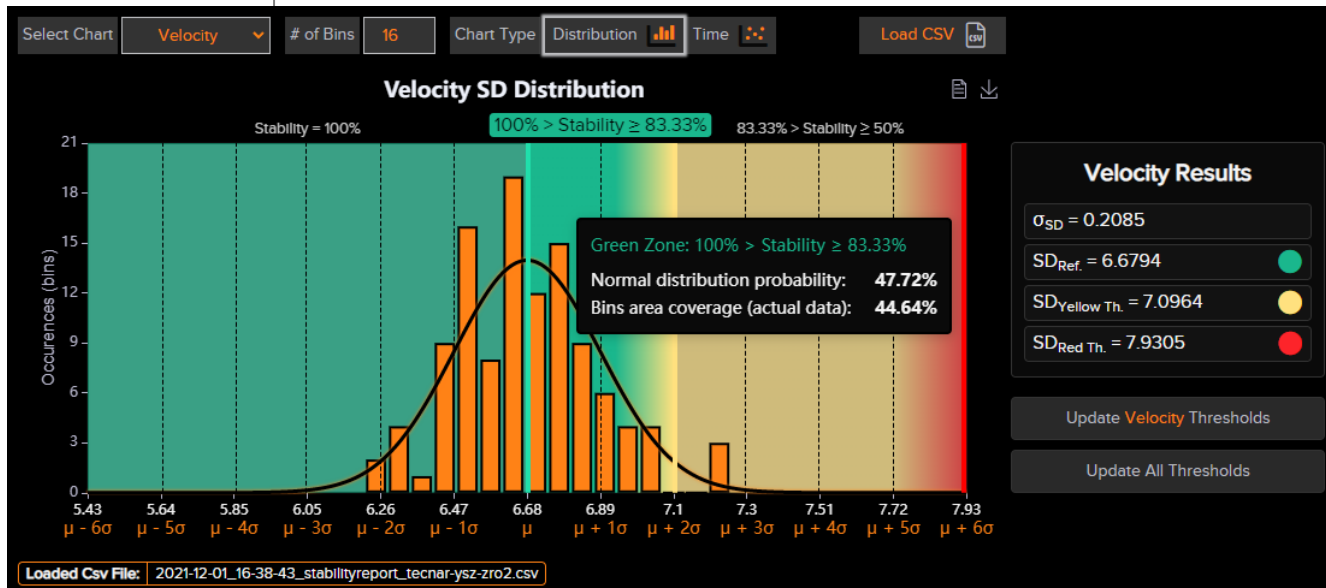 Select Chart Velocity # of Bins 16 Chart Type Distribution Time Load CSV CSV
Velocity SD Distribution
Stability = 100% 100% > Stability ≥ 83.33% 83.33% > Stability ≥ 50%
Occurences (bins)
21
18
15
12
9
6
3
0
Green Zone: 100% > Stability ≥ 83.33%
Normal distribution probability: 47.72%
Bins area coverage (actual data): 44.64%
5.43 5.64 5.85 6.05 6.26 6.47 6.68 6.89 7.1 7.3 7.51 7.72 7.93
μ - 6σ μ - 5σ μ - 4σ μ - 3σ μ - 2σ μ - 1σ μ μ + 1σ μ + 2σ μ + 3σ μ + 4σ μ + 5σ μ + 6σ
Velocity Results
σSD = 0.2085
SDRef. = 6.6794
SDYellow Th. = 7.0964
SDRed Th. = 7.9305
Update Velocity Thresholds
Update All Thresholds
Loaded Csv File: 2021-12-01_16-38-43_stabilityreport_tecnar-ysz-zro2.csv